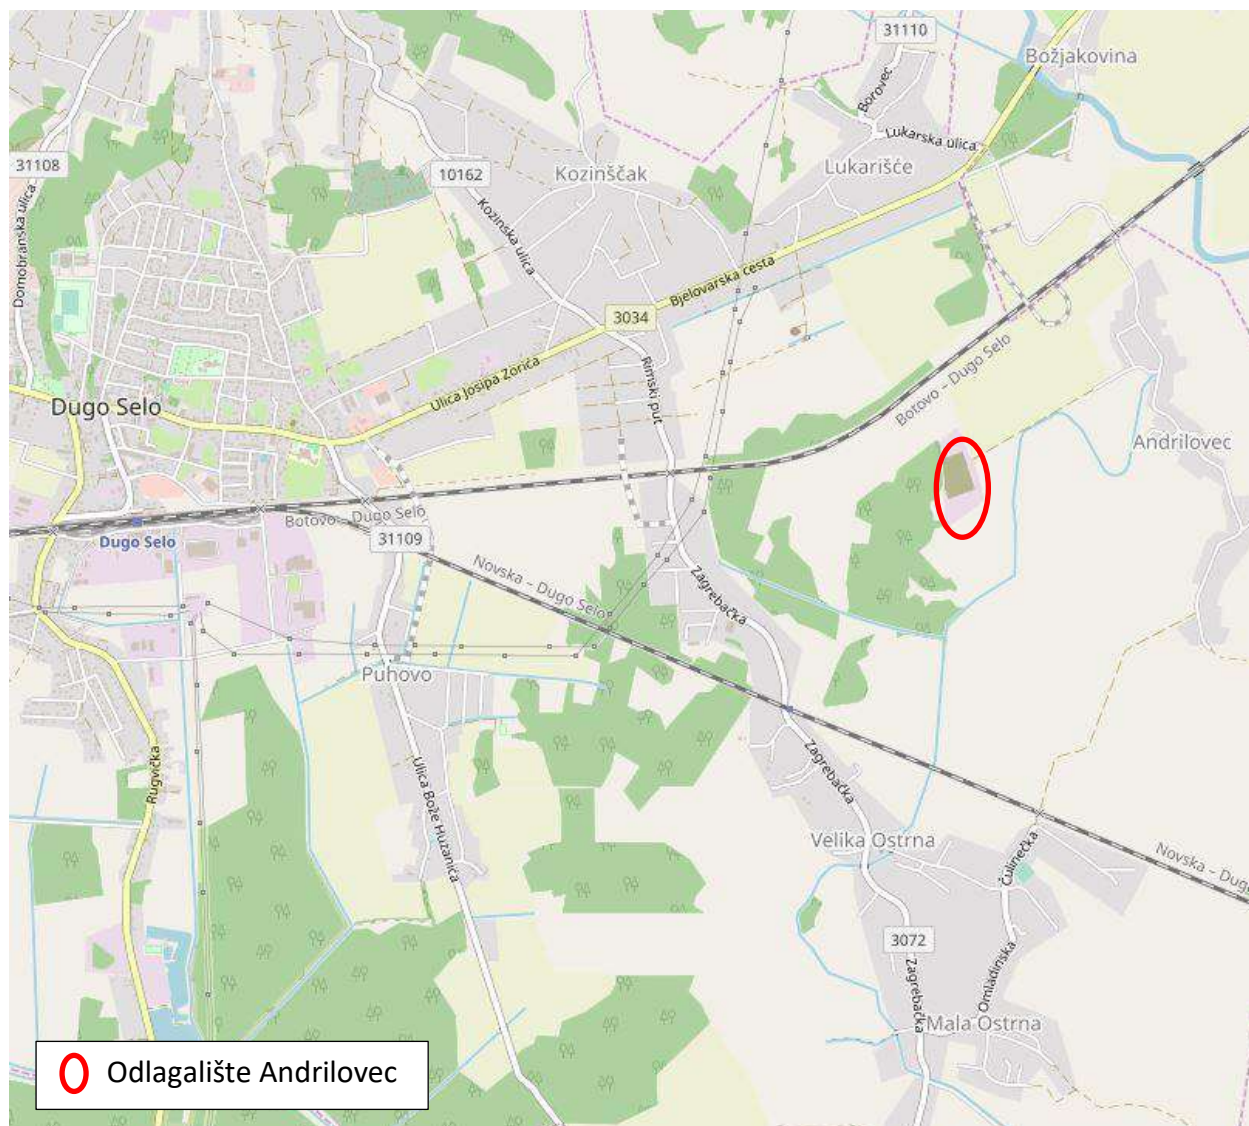 31110
Božjakovina
Borovec
Lukarska ulica
31108
Kozinščak
Lukarišće
10162
Domobranska ulica
Kozinska ulica
Bjelovarska cesta
3034
Rimski put
Botovo – Dugo Selo
Ulica Josipa Zorića
Dugo Selo
Andrilovec
Botovo – Dugo Selo
Dugo Selo
31109
Novska – Dugo Selo
Zagrebačka
Puhovo
Rugvička
Ulica Bože Hužanića
Zagrebačka
Velika Ostrna
Čulinečka
Novska – Dugo
3072
Zagrebačka
Omladinska
Mala Ostrna
Odlagalište Andrilovec